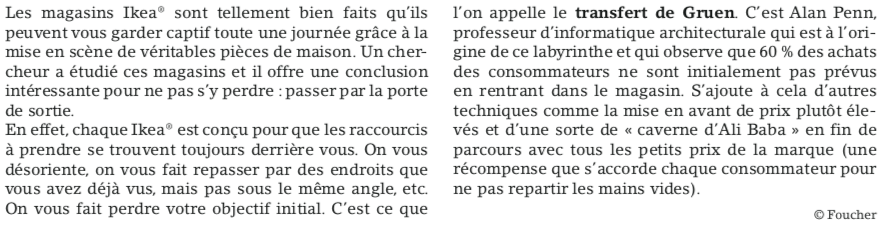 Les magasins Ikea® sont tellement bien faits qu'ils
peuvent vous garder captif toute une journée grâce à la
mise en scène de véritables pièces de maison. Un cher-
cheur a étudié ces magasins et il offre une conclusion
intéressante pour ne pas s'y perdre : passer par la porte
de sortie.
En effet, chaque Ikea® est conçu pour que les raccourcis
à prendre se trouvent toujours derrière vous. On vous
désoriente, on vous fait repasser par des endroits que
vous avez déjà vus, mais pas sous le même angle, etc.
On vous fait perdre votre objectif initial. C'est ce que
l'on appelle le transfert de Gruen. C'est Alan Penn,
professeur d'informatique architecturale qui est à l'ori-
gine de ce labyrinthe et qui observe que 60 % des achats
des consommateurs ne sont initialement pas prévus
en rentrant dans le magasin. S'ajoute à cela d'autres
techniques comme la mise en avant de prix plutôt éle-
vés et d'une sorte de « caverne d'Ali Baba » en fin de
parcours avec tous les petits prix de la marque (une
récompense que s'accorde chaque consommateur pour
ne pas repartir les mains vides).
© Foucher